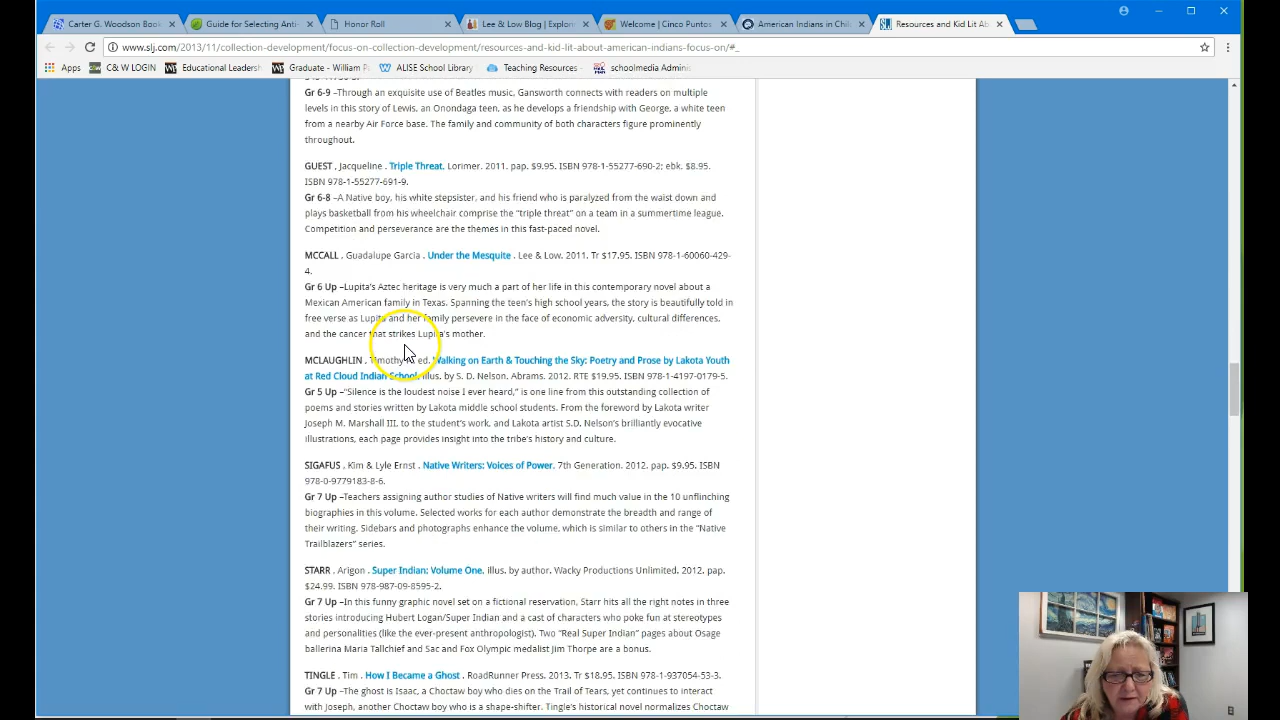 Carter G. Woodson Book
Guide for Selecting Anti-
Honor Roll
Lee & Low Blog | Explor
Welcome | Cinco Puntos
American Indians in Chil
Resources and Kid Lit Ab
www.slj.com/2013/11/collection-development/focus-on-collection-development/resources-and-kid-lit-about-american-indians-focus-on/#_
Apps
C& W LOGIN
Educational Leadersh
Graduate - William P
ALISE School Library
Teaching Resources -
schoolmedia Admini
Gr 6-9 –Through an exquisite use of Beatles music, Gansworth connects with readers on multiple
levels in this story of Lewis, an Onondaga teen, as he develops a friendship with George, a white teen
from a nearby Air Force base. The family and community of both characters figure prominently
throughout.
GUEST , Jacqueline . Triple Threat. Lorimer. 2011. pap. $9.95. ISBN 978-1-55277-690-2; ebk. $8.95.
ISBN 978-1-55277-691-9.
Gr 6-8 –A Native boy, his white stepsister, and his friend who is paralyzed from the waist down and
plays basketball from his wheelchair comprise the “triple threat” on a team in a summertime league.
Competition and perseverance are the themes in this fast-paced novel.
MCCALL , Guadalupe Garcia . Under the Mesquite . Lee & Low. 2011. Tr $17.95. ISBN 978-1-60060-429-
4.
Gr 6 Up –Lupita’s Aztec heritage is very much a part of her life in this contemporary novel about a
Mexican American family in Texas. Spanning the teen’s high school years, the story is beautifully told in
free verse as Lupita and her family persevere in the face of economic adversity, cultural differences,
and the cancer that strikes Lupita’s mother.
MCLAUGHLIN , Timothy ed. Walking on Earth & Touching the Sky: Poetry and Prose by Lakota Youth
at Red Cloud Indian School. illus. by S. D. Nelson. Abrams. 2012. RTE $19.95. ISBN 978-1-4197-0179-5.
Gr 5 Up –“Silence is the loudest noise I ever heard,” is one line from this outstanding collection of
poems and stories written by Lakota middle school students. From the foreword by Lakota writer
Joseph M. Marshall III, to the student’s work, and Lakota artist S.D. Nelson’s brilliantly evocative
illustrations, each page provides insight into the tribe’s history and culture.
SIGAFUS , Kim & Lyle Ernst . Native Writers: Voices of Power. 7th Generation. 2012. pap. $9.95. ISBN
978-0-9779183-8-6.
Gr 7 Up –Teachers assigning author studies of Native writers will find much value in the 10 unflinching
biographies in this volume. Selected works for each author demonstrate the breadth and range of
their writing. Sidebars and photographs enhance the volume, which is similar to others in the “Native
Trailblazers” series.
STARR , Arigon . Super Indian: Volume One. illus. by author. Wacky Productions Unlimited. 2012. pap.
$24.99. ISBN 978-987-09-8595-2.
Gr 7 Up –In this funny graphic novel set on a fictional reservation, Starr hits all the right notes in three
stories introducing Hubert Logan/Super Indian and a cast of characters who poke fun at stereotypes
and personalities (like the ever-present anthropologist). Two “Real Super Indian” pages about Osage
ballerina Maria Tallchief and Sac and Fox Olympic medalist Jim Thorpe are a bonus.
TINGLE , Tim . How I Became a Ghost . RoadRunner Press. 2013. Tr $18.95. ISBN 978-1-937054-53-3.
Gr 7 Up –The ghost is Isaac, a Choctaw boy who dies on the Trail of Tears, yet continues to interact
with Joseph, another Choctaw boy who is a shape-shifter. Tingle’s historical novel normalizes Choctaw